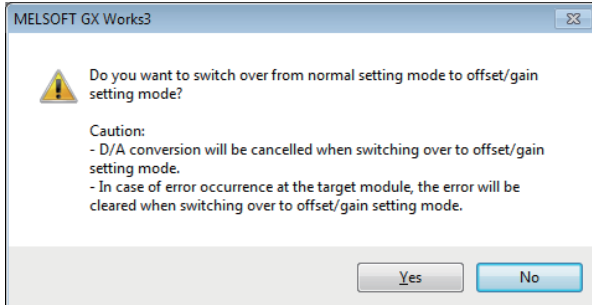 MELSOFT GX Works3
Do you want to switch over from normal setting mode to offset/gain
setting mode?
Caution:
- D/A conversion will be cancelled when switching over to offset/gain
setting mode.
- In case of error occurrence at the target module, the error will be
cleared when switching over to offset/gain setting mode.
Yes
No